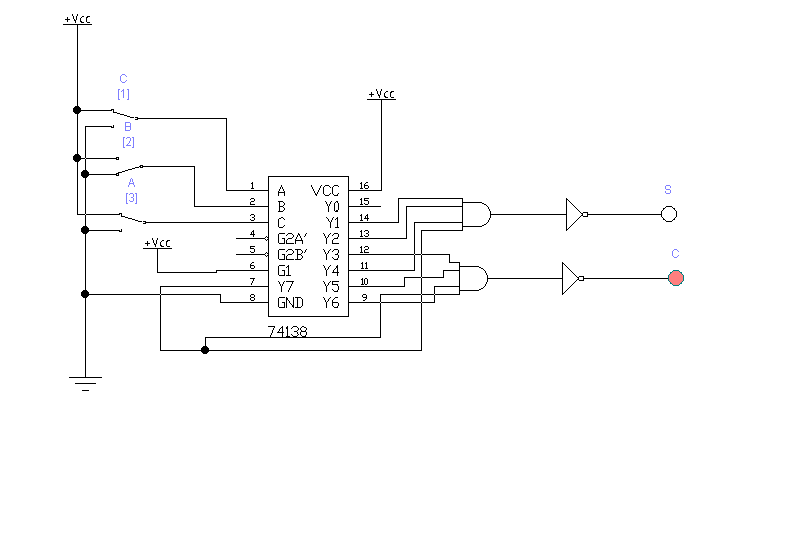 +Vcc
C
[1]
+Vcc
B
[2]
A
[3]
1 A VCC 16
2 B Y0 15
3 C Y1 14
4 G2A' Y2 13
5 G2B' Y3 12
6 G1 Y4 11
7 Y7 Y5 10
8 GND Y6 9
74138
+Vcc
S
C